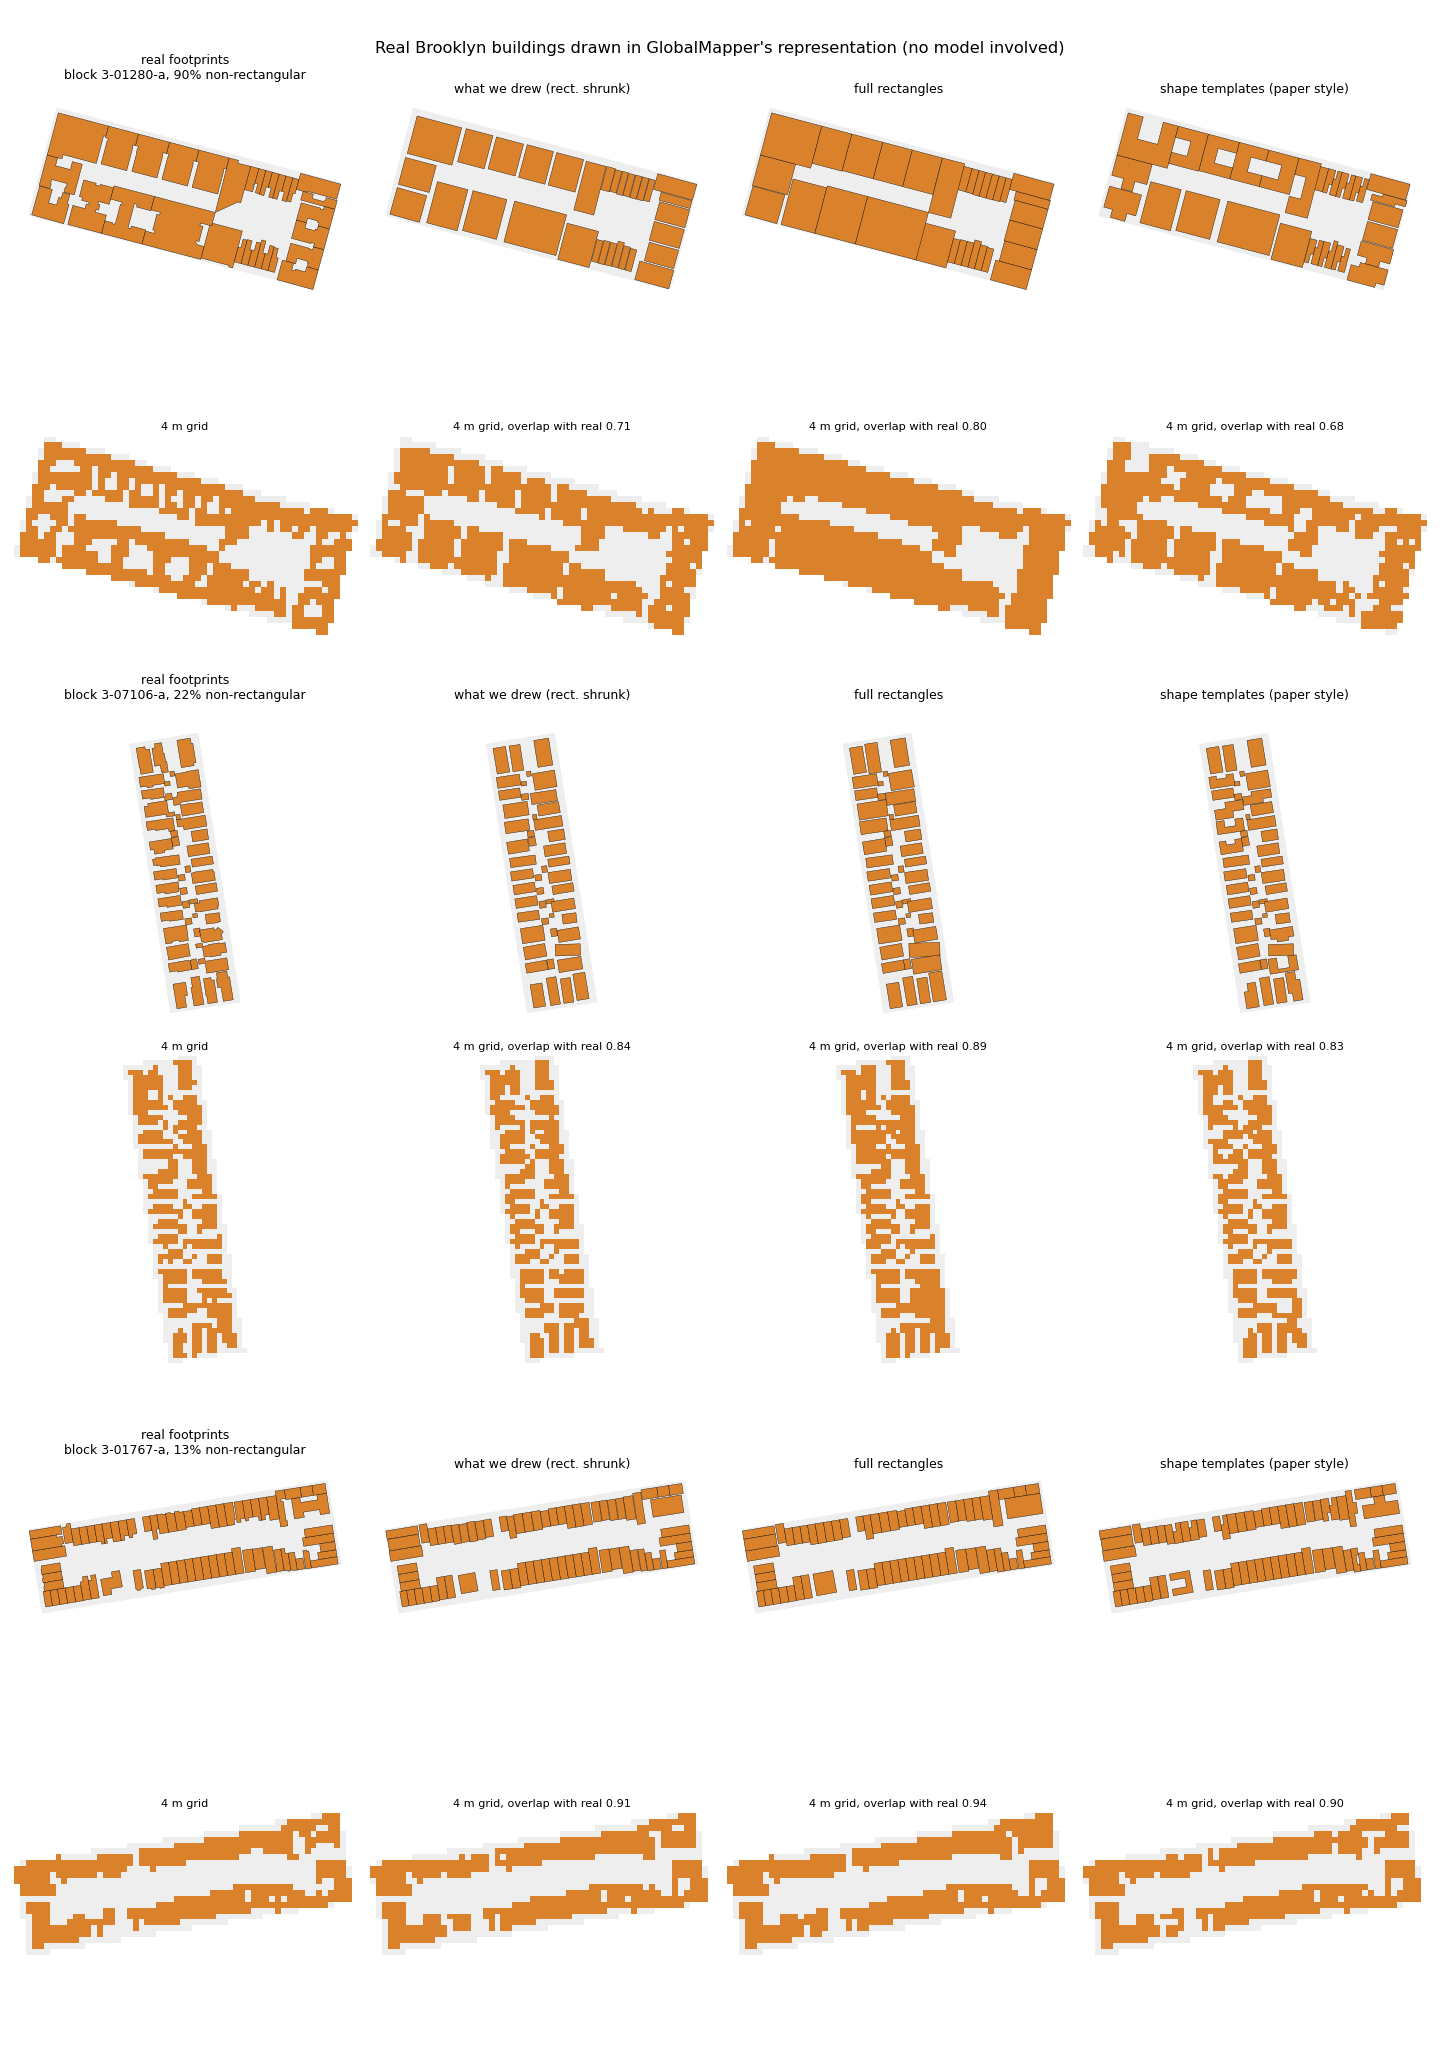 Real Brooklyn buildings drawn in GlobalMapper's representation (no model involved)
real footprints
block 3-01280-a, 90% non-rectangular
what we drew (rect. shrunk)
full rectangles
shape templates (paper style)
4 m grid
4 m grid, overlap with real 0.71
4 m grid, overlap with real 0.80
4 m grid, overlap with real 0.68
real footprints
block 3-07106-a, 22% non-rectangular
what we drew (rect. shrunk)
full rectangles
shape templates (paper style)
4 m grid
4 m grid, overlap with real 0.84
4 m grid, overlap with real 0.89
4 m grid, overlap with real 0.83
real footprints
block 3-01767-a, 13% non-rectangular
what we drew (rect. shrunk)
full rectangles
shape templates (paper style)
4 m grid
4 m grid, overlap with real 0.91
4 m grid, overlap with real 0.94
4 m grid, overlap with real 0.90